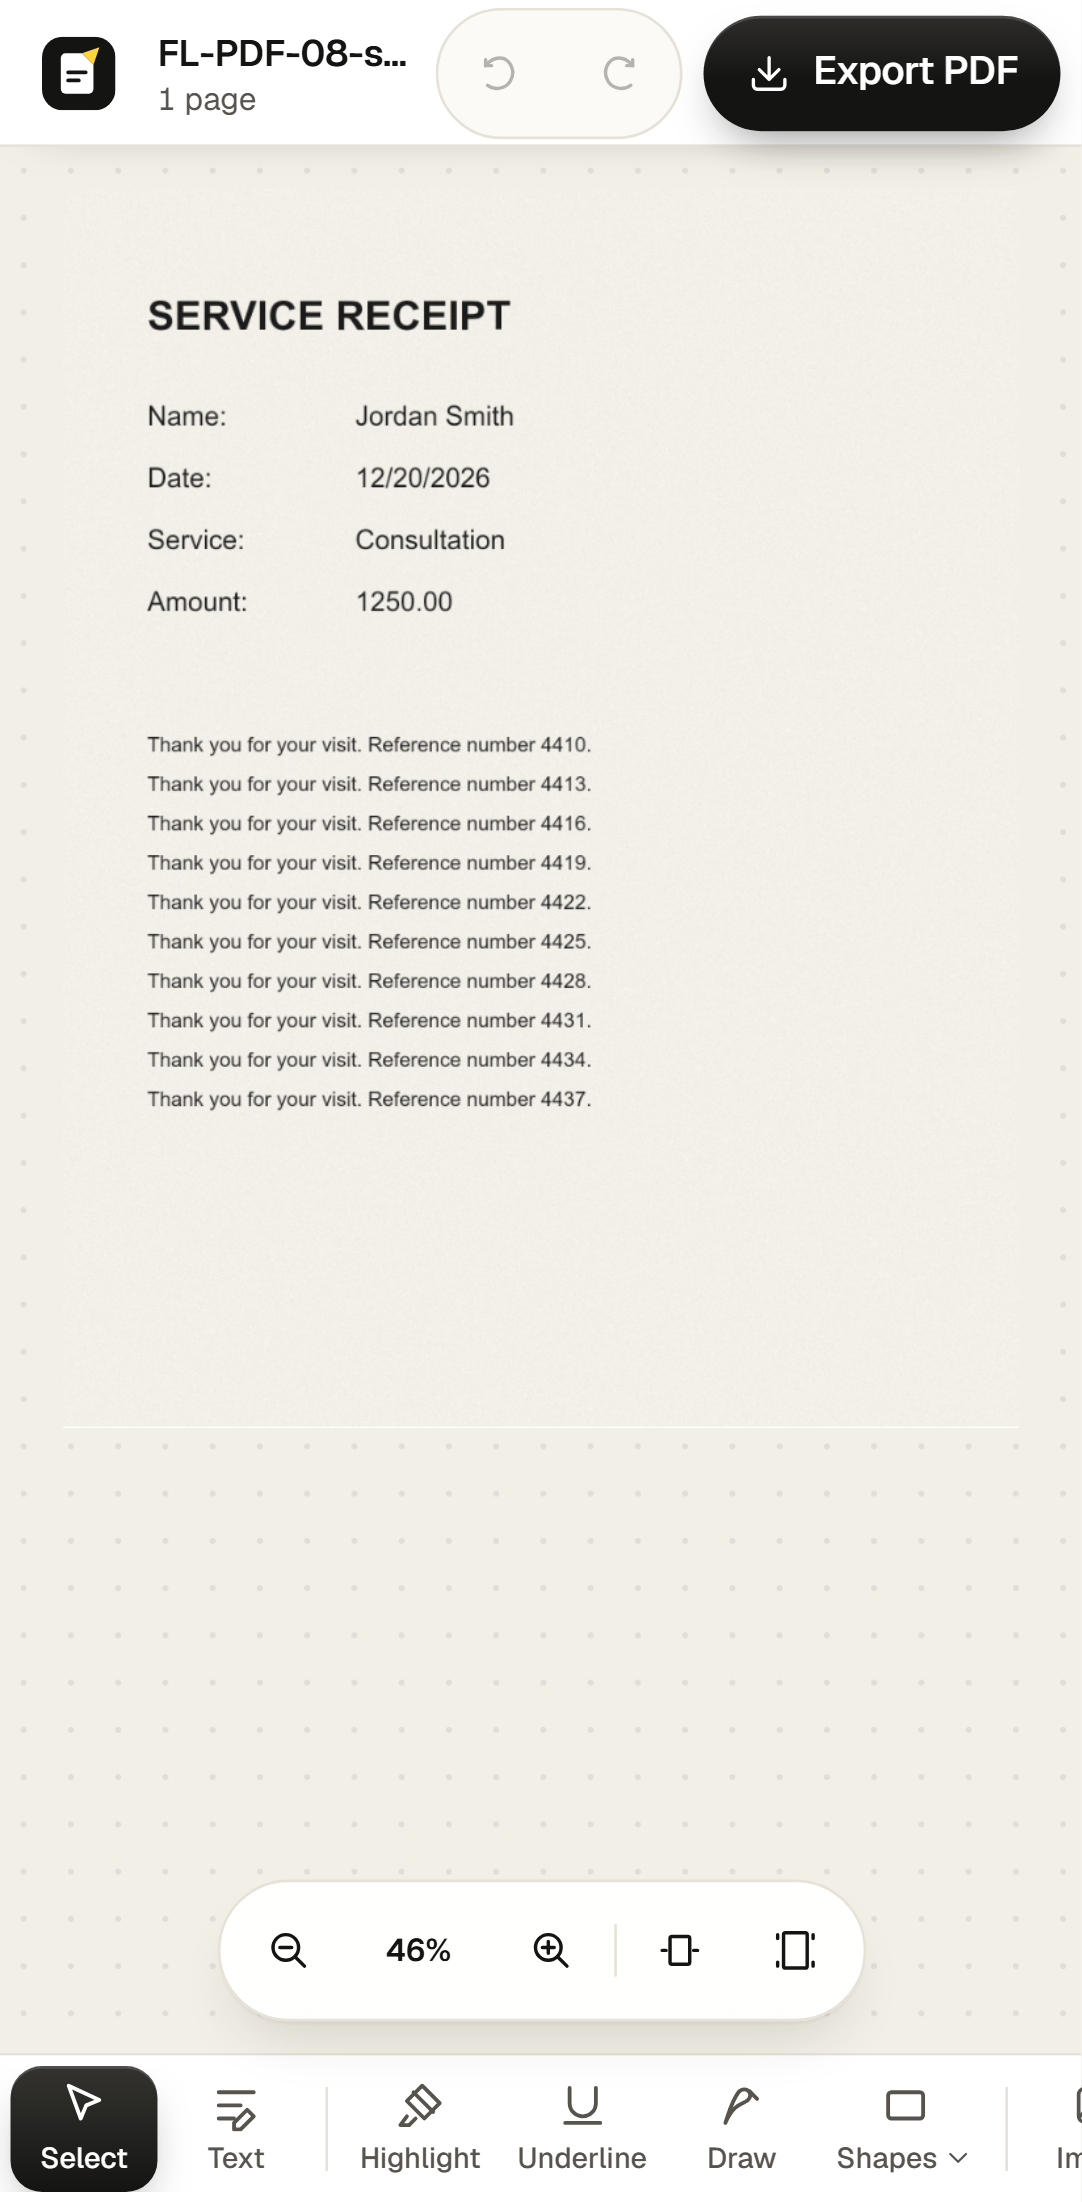 FL-PDF-08-s...
1 page
Export PDF
SERVICE RECEIPT
Name: Jordan Smith
Date: 12/20/2026
Service: Consultation
Amount: 1250.00
Thank you for your visit. Reference number 4410.
Thank you for your visit. Reference number 4413.
Thank you for your visit. Reference number 4416.
Thank you for your visit. Reference number 4419.
Thank you for your visit. Reference number 4422.
Thank you for your visit. Reference number 4425.
Thank you for your visit. Reference number 4428.
Thank you for your visit. Reference number 4431.
Thank you for your visit. Reference number 4434.
Thank you for your visit. Reference number 4437.
46%
Select Text Highlight Underline Draw Shapes